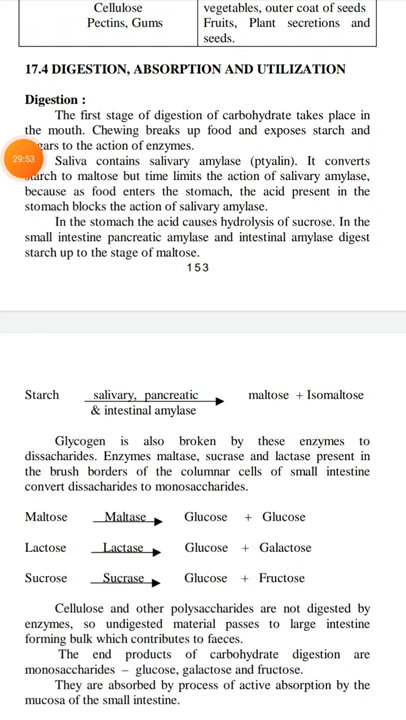 Cellulose vegetables, outer coat of seeds
Pectins, Gums Fruits, Plant secretions and
seeds.
17.4 DIGESTION, ABSORPTION AND UTILIZATION
Digestion :
The first stage of digestion of carbohydrate takes place in
the mouth. Chewing breaks up food and exposes starch and
ars to the action of enzymes.
29:53
Saliva contains salivary amylase (ptyalin). It converts
starch to maltose but time limits the action of salivary amylase,
because as food enters the stomach, the acid present in the
stomach blocks the action of salivary amylase.
In the stomach the acid causes hydrolysis of sucrose. In the
small intestine pancreatic amylase and intestinal amylase digest
starch up to the stage of maltose.
153
Starch salivary, pancreatic maltose + Isomaltose
& intestinal amylase
Glycogen is also broken by these enzymes to
dissacharides. Enzymes maltase, sucrase and lactase present in
the brush borders of the columnar cells of small intestine
convert dissacharides to monosaccharides.
Maltose Maltase Glucose + Glucose
Lactose Lactase Glucose + Galactose
Sucrose Sucrase Glucose + Fructose
Cellulose and other polysaccharides are not digested by
enzymes, so undigested material passes to large intestine
forming bulk which contributes to faeces.
The end products of carbohydrate digestion are
monosaccharides – glucose, galactose and fructose.
They are absorbed by process of active absorption by the
mucosa of the small intestine.